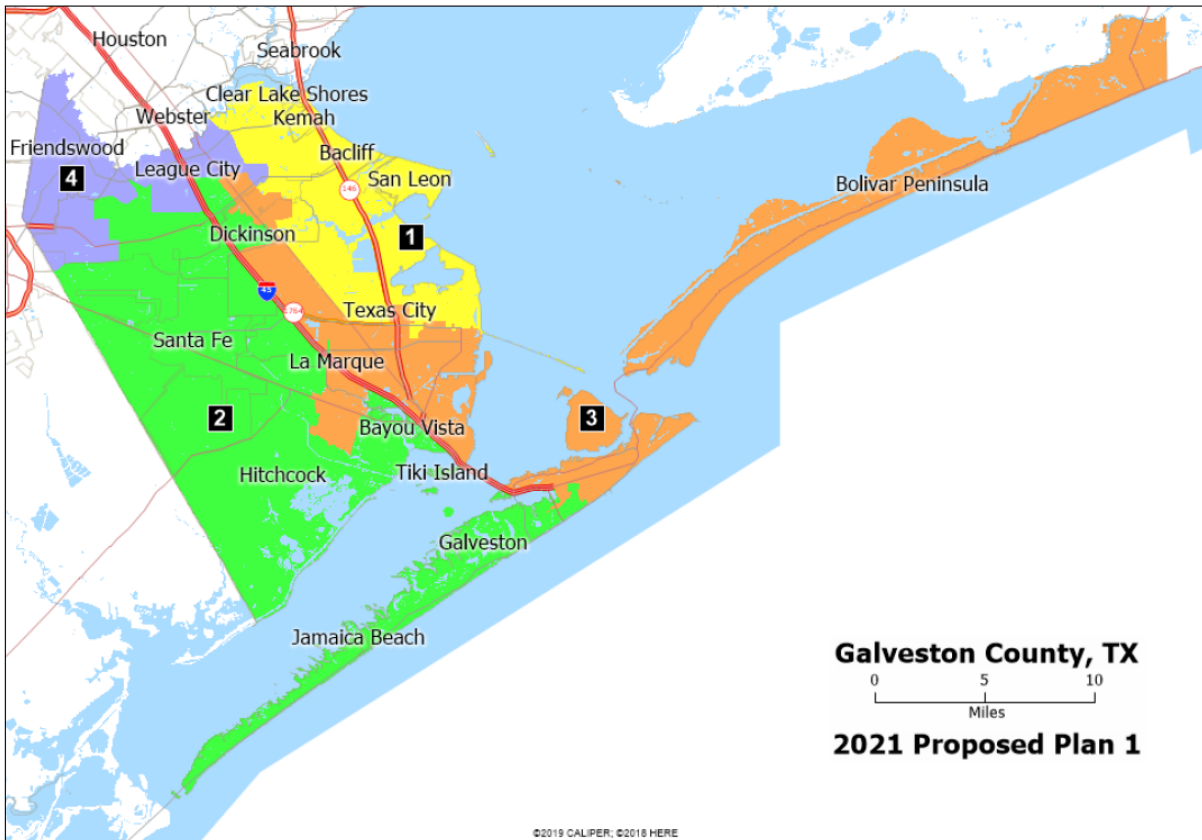 Houston
Seabrook
Clear Lake Shores
Webster
Kemah
Friendswood
Bacliff
4
League City
San Leon
146
Bolivar Peninsula
Dickinson
1
45
1764
Texas City
Santa Fe
La Marque
2
3
Bayou Vista
Hitchcock
Tiki Island
Galveston
Jamaica Beach
Galveston County, TX
0 5 10
Miles
2021 Proposed Plan 1
©2019 CALIPER; ©2018 HERE